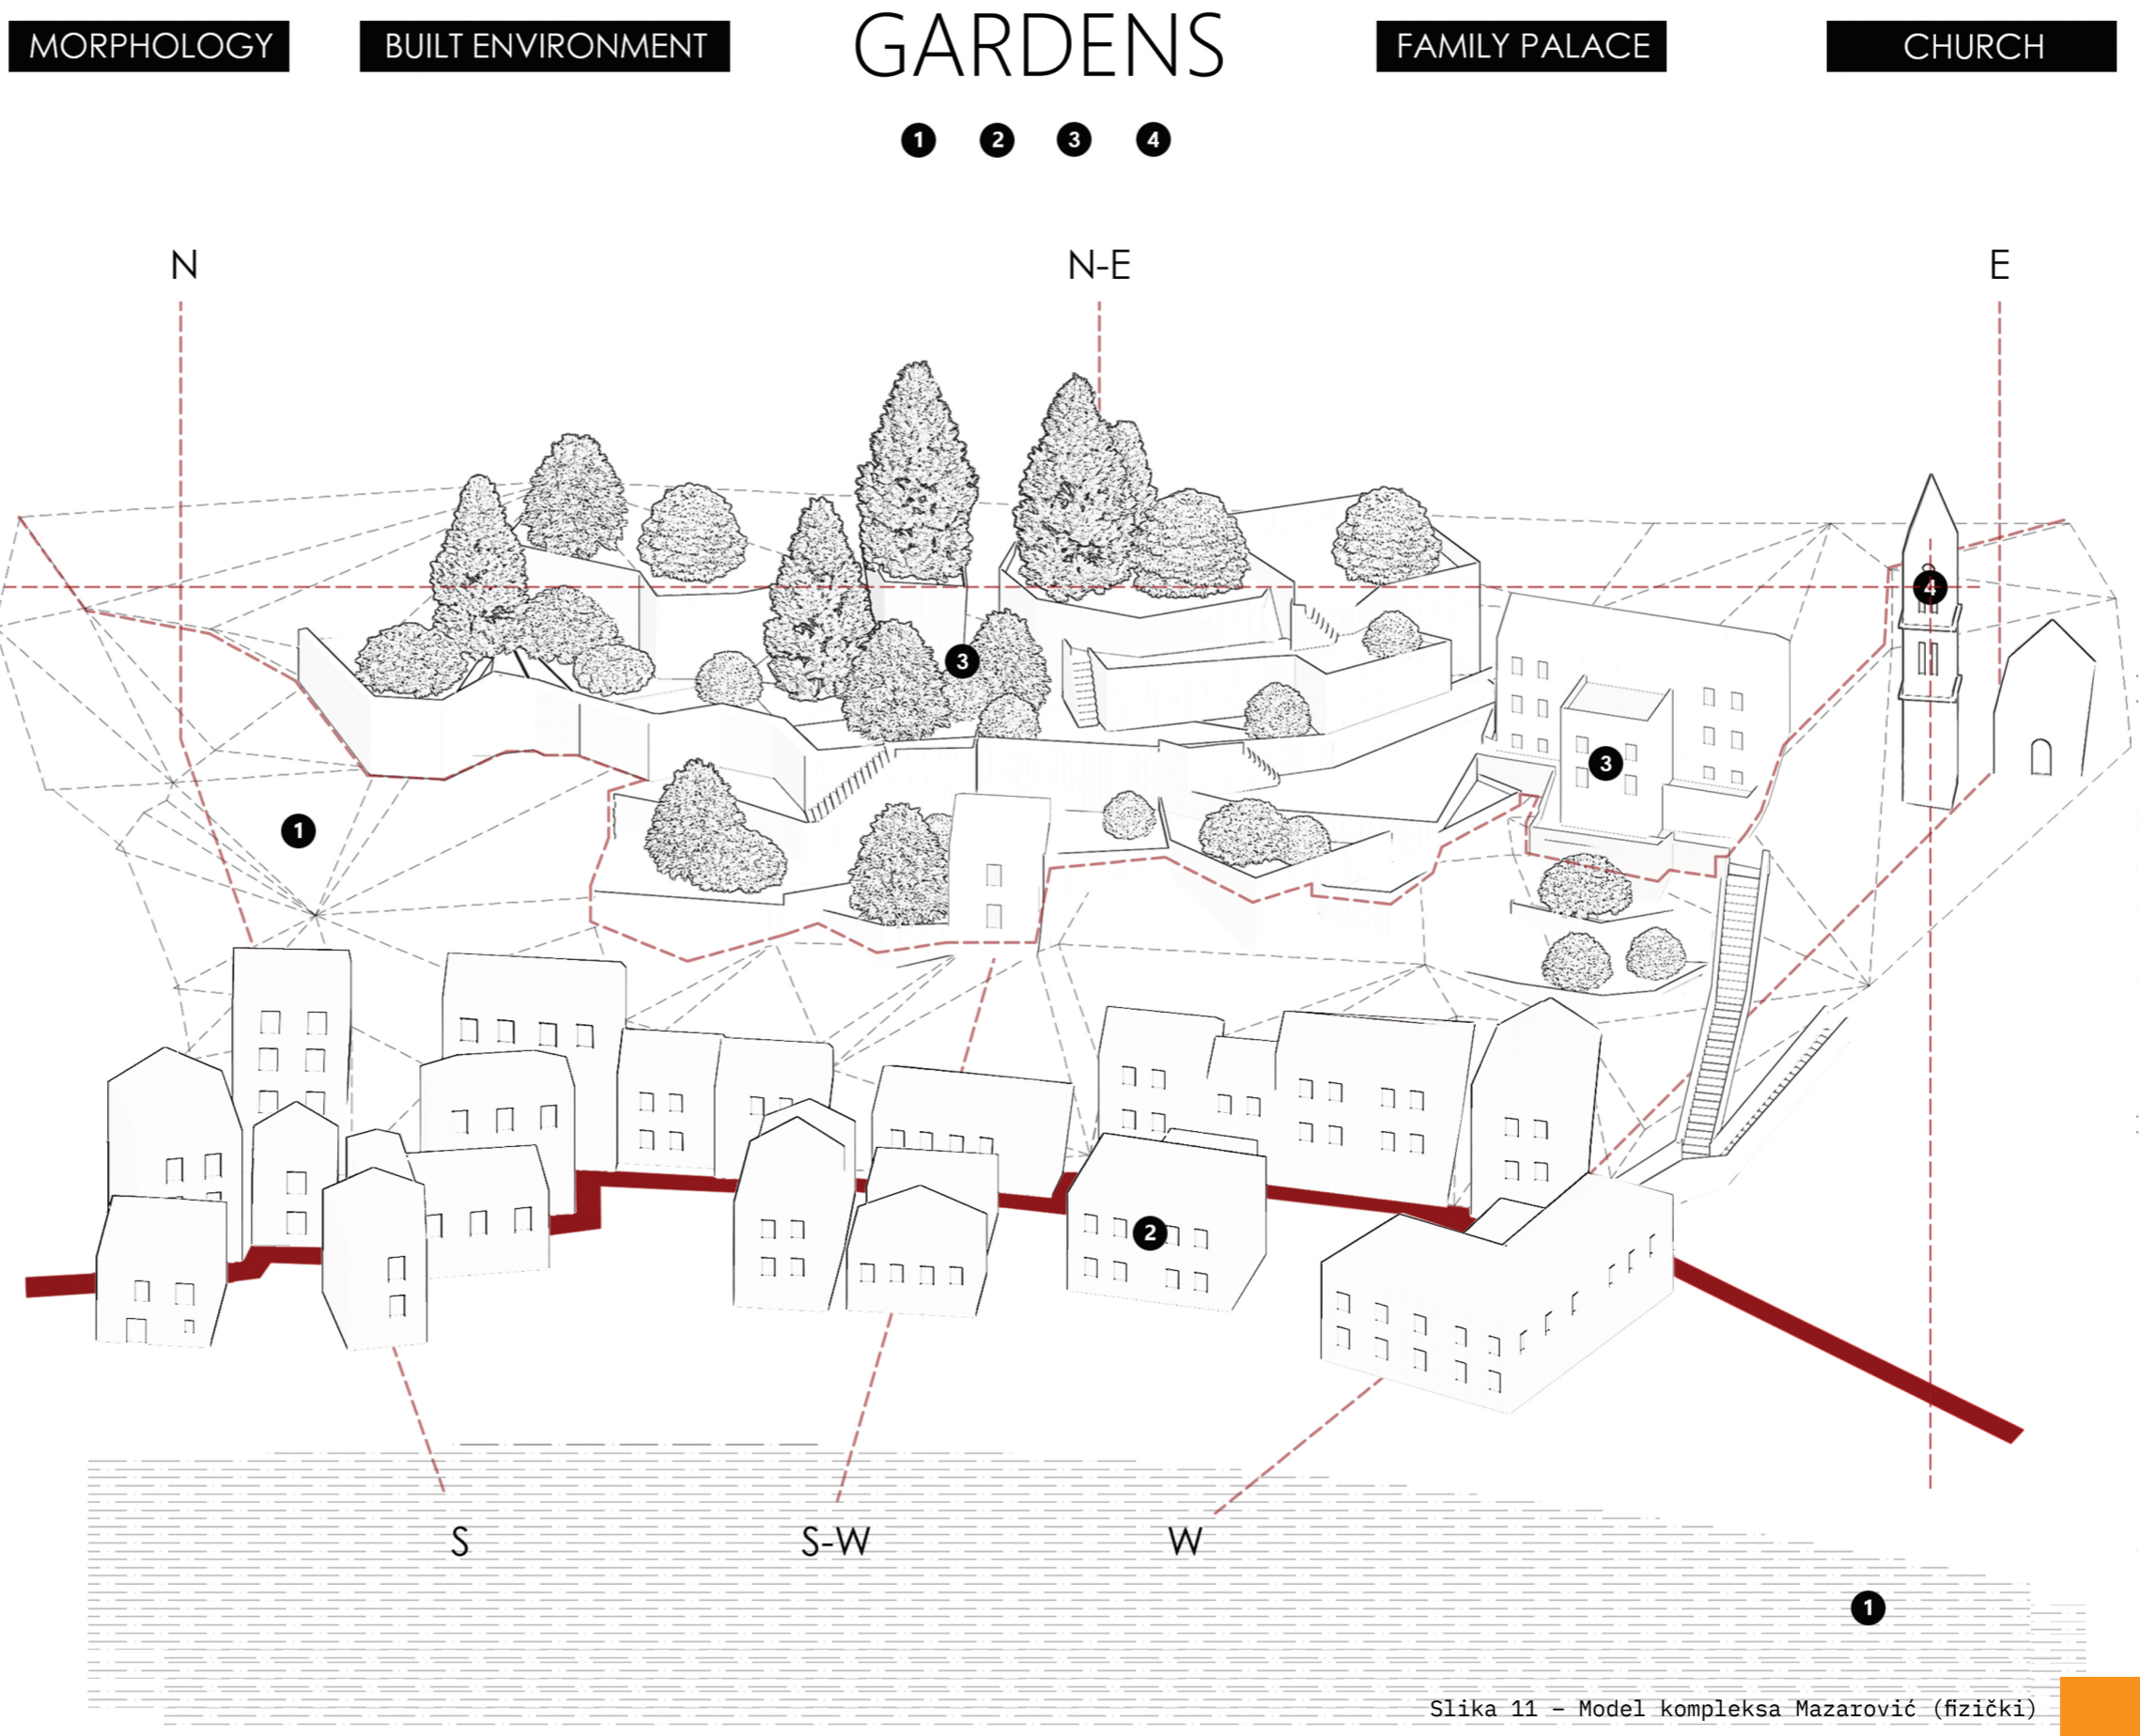 MORPHOLOGY BUILT ENVIRONMENT GARDENS FAMILY PALACE CHURCH
1 2 3 4
N N-E E
4
3
3
1
2
S S-W W
1
Slika 11 – Model kompleksa Mazarović (fizički)